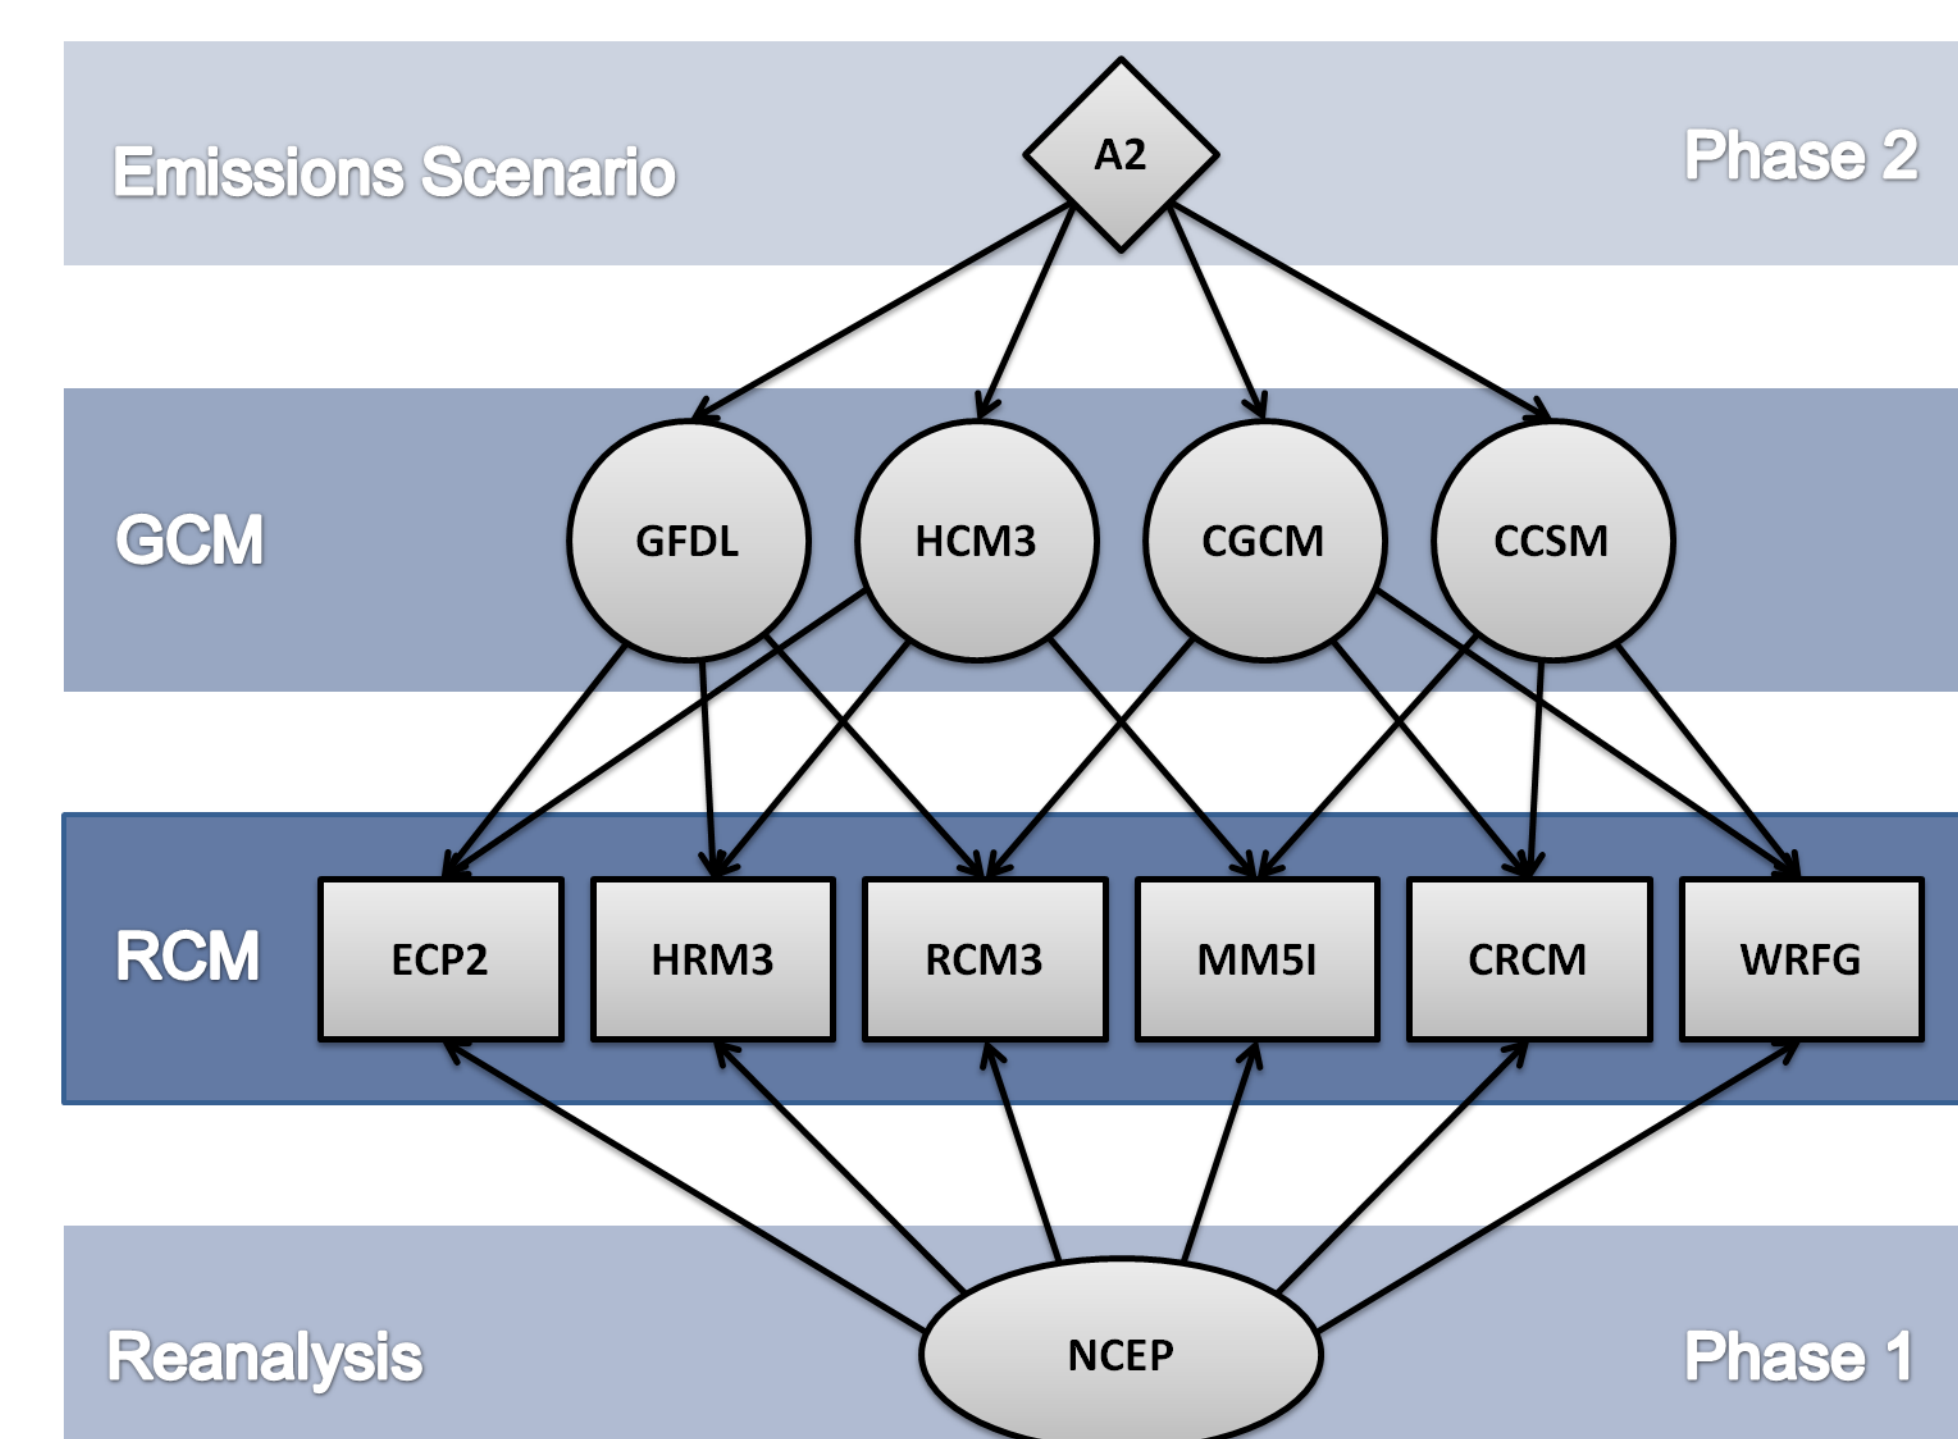 Emissions Scenario
A2
Phase 2
GCM
GFDL
HCM3
CGCM
CCSM
RCM
ECP2
HRM3
RCM3
MM5I
CRCM
WRFG
Reanalysis
NCEP
Phase 1